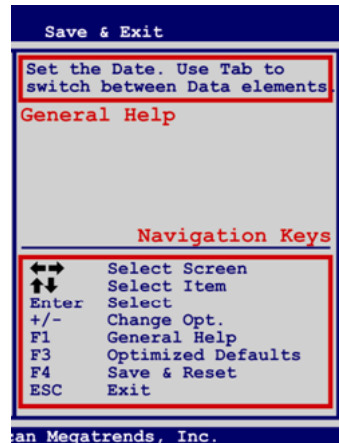 Save & Exit
Set the Date. Use Tab to
switch between Data elements.
General Help
Navigation Keys
←→ Select Screen
↑↓ Select Item
Enter Select
+/- Change Opt.
F1 General Help
F3 Optimized Defaults
F4 Save & Reset
ESC Exit
can Megatrends, Inc.